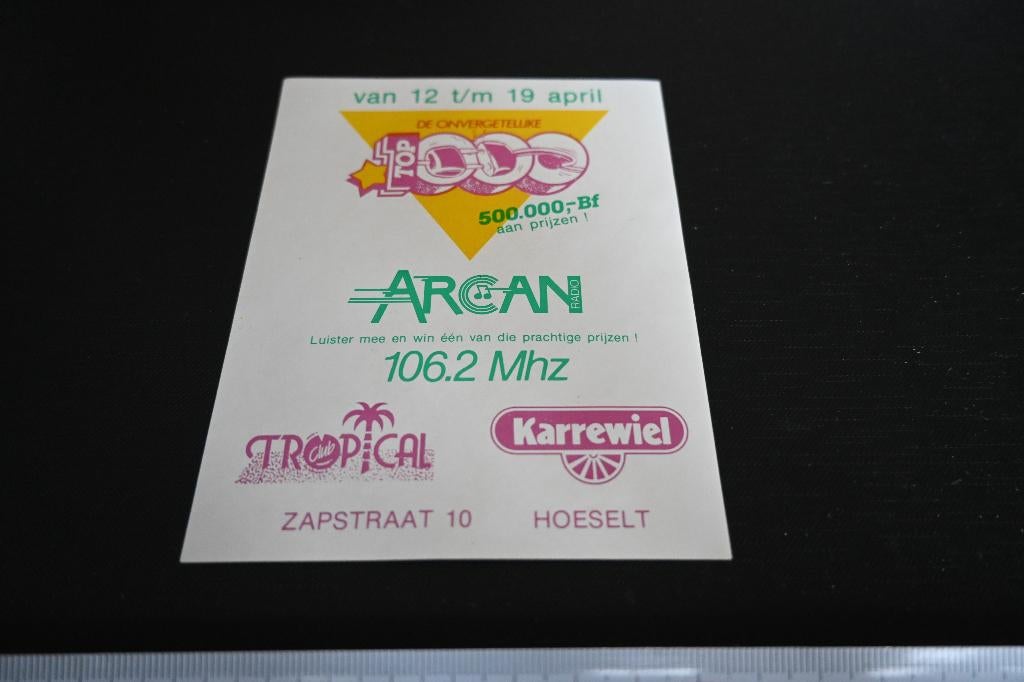 van 12 t/m 19 april
DE ONVERGETELIJKE
TOP 1000
500.000,-Bf
aan prijzen !
ARCAN RADIO
Luister mee en win één van die prachtige prijzen !
106.2 Mhz
TROPICAL Club
Karrewiel
ZAPSTRAAT 10 HOESELT